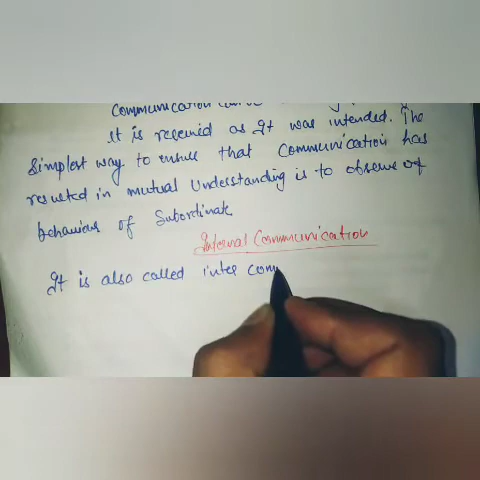 Communication
It is received as It was intended. The
Simplest way to ensure that Communication has
resulted in mutual Understanding is to observe of
behaviour of Subordinate.
Internal Communication
It is also called inter com